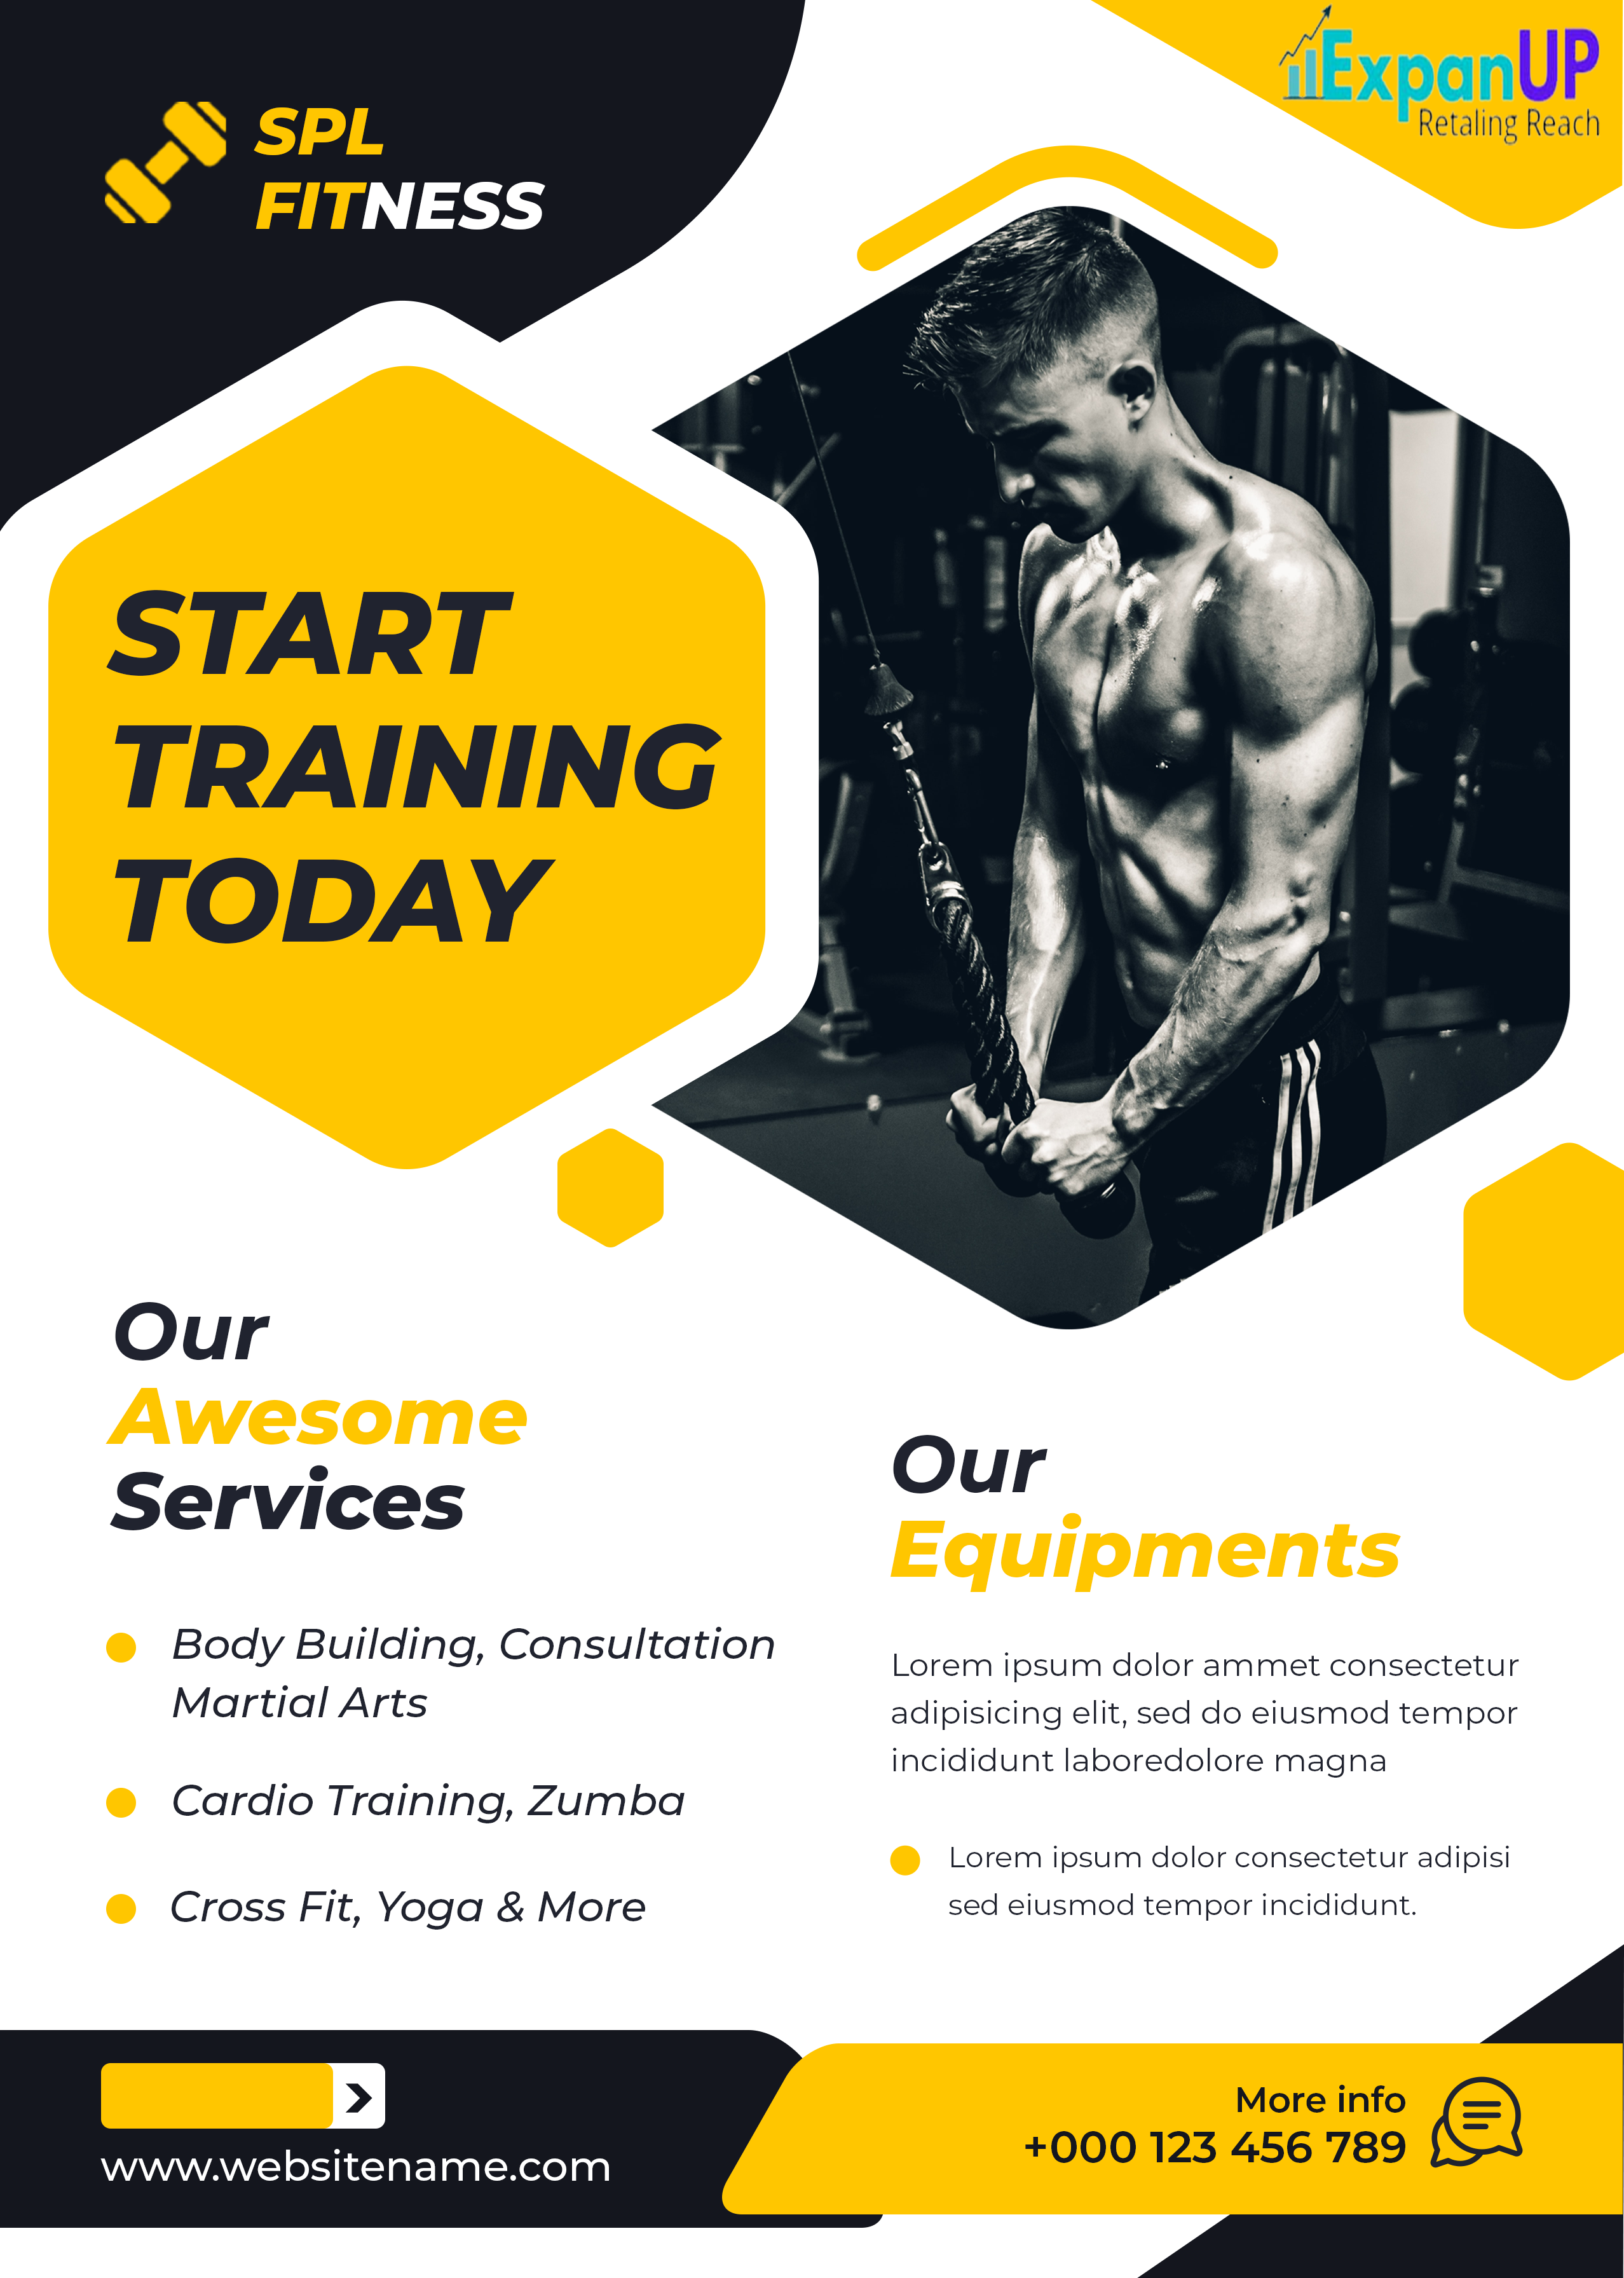 SPL
FITNESS
ExpanUP
Retaling Reach
START
TRAINING
TODAY
Our
Awesome
Services
Body Building, Consultation
Martial Arts
Cardio Training, Zumba
Cross Fit, Yoga & More
Our
Equipments
Lorem ipsum dolor ammet consectetur
adipisicing elit, sed do eiusmod tempor
incididunt laboredolore magna
Lorem ipsum dolor consectetur adipisi
sed eiusmod tempor incididunt.
www.websitename.com
More info
+000 123 456 789